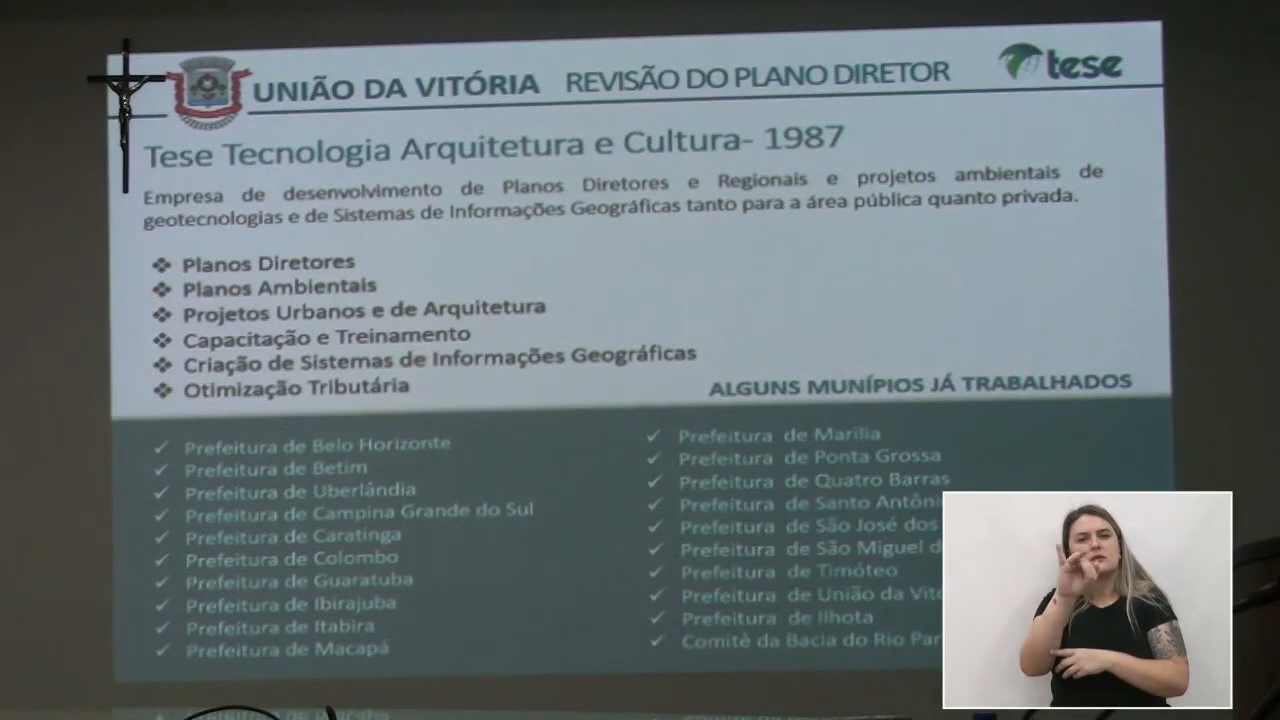 UNIÃO DA VITÓRIA REVISÃO DO PLANO DIRETOR
tese
Tese Tecnologia Arquitetura e Cultura- 1987
Empresa de desenvolvimento de Planos Diretores e Regionais e projetos ambientais de
geotecnologias e de Sistemas de Informações Geográficas tanto para a área pública quanto privada.
❖ Planos Diretores
❖ Planos Ambientais
❖ Projetos Urbanos e de Arquitetura
❖ Capacitação e Treinamento
❖ Criação de Sistemas de Informações Geográficas
❖ Otimização Tributária
ALGUNS MUNÍPIOS JÁ TRABALHADOS
✓ Prefeitura de Belo Horizonte
✓ Prefeitura de Betim
✓ Prefeitura de Uberlândia
✓ Prefeitura de Campina Grande do Sul
✓ Prefeitura de Caratinga
✓ Prefeitura de Colombo
✓ Prefeitura de Guaratuba
✓ Prefeitura de Ibirajuba
✓ Prefeitura de Itabira
✓ Prefeitura de Macapá
✓ Prefeitura de Marilia
✓ Prefeitura de Ponta Grossa
✓ Prefeitura de Quatro Barras
✓ Prefeitura de Santo
✓ Prefeitura de São José dos
✓ Prefeitura de São Miguel
✓ Prefeitura de Timóteo
✓ Prefeitura de União da
✓ Prefeitura de Ilhota
✓ Comitê da Bacia do Rio